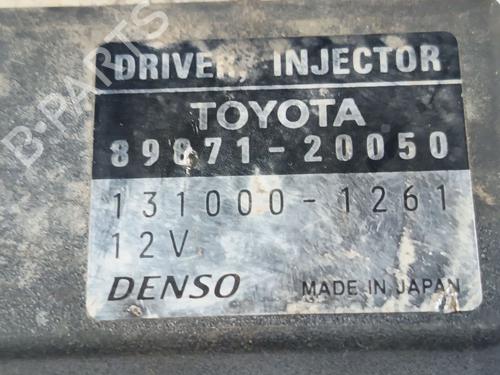 DRIVER, INJECTOR
TOYOTA
89871-20050
131000-1261
12V
DENSO MADE IN JAPAN
B-PARTS